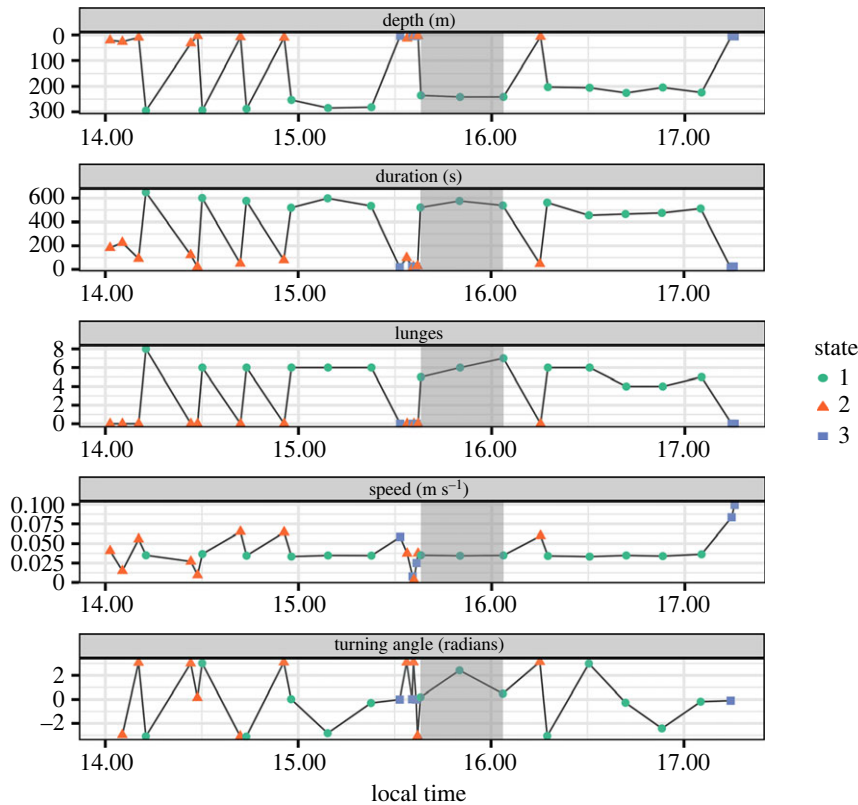 depth (m)
0
100
200
300
14.00 15.00 16.00 17.00
duration (s)
600
400
200
0
14.00 15.00 16.00 17.00
lunges
8
6
4
2
0
14.00 15.00 16.00 17.00
state
1
2
3
speed (m s⁻¹)
0.100
0.075
0.050
0.025
0
14.00 15.00 16.00 17.00
turning angle (radians)
2
0
−2
14.00 15.00 16.00 17.00
local time